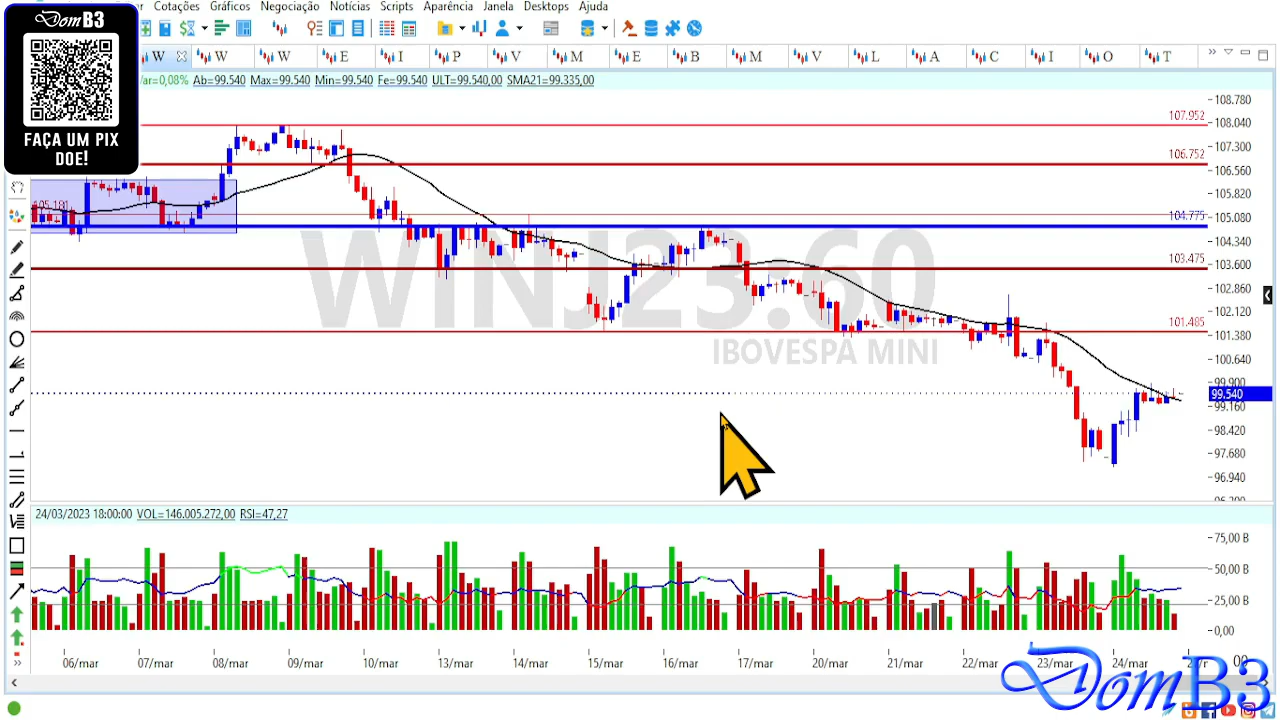 Cotações Gráficos Negociação Notícias Scripts Aparência Janela Desktops Ajuda
DomB3
FAÇA UM PIX
DOE!
W W W E I P V M E B M V L A C I O T
/ar=0,08% Ab=99.540 Max=99.540 Min=99.540 Fe=99.540 ULT=99.540,00 SMA21=99.335,00
108.780
107.952
108.040
107.300
106.752
106.560
105.820
105.181
105.080
104.775
104.340
103.475
103.600
102.860
102.120
101.485
101.380
100.640
99.900
99.540
99.160
98.420
97.680
96.940
96.200
WINJ23:60
IBOVESPA MINI
24/03/2023 18:00:00 VOL=146.005.272,00 RSI=47,27
75,00 B
50,00 B
25,00 B
0,00
06/mar 07/mar 08/mar 09/mar 10/mar 13/mar 14/mar 15/mar 16/mar 17/mar 20/mar 21/mar 22/mar 23/mar 24/mar
DomB3